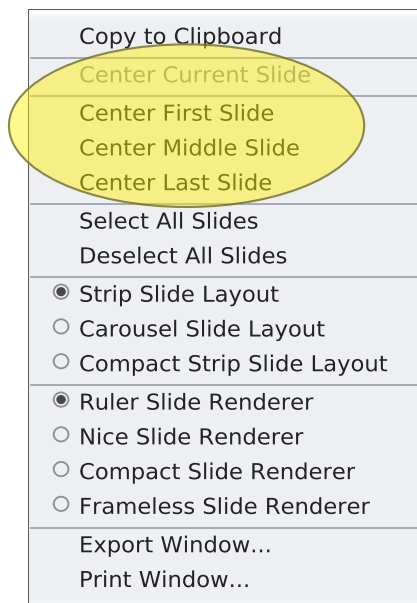 Copy to Clipboard
Center Current Slide
Center First Slide
Center Middle Slide
Center Last Slide
Select All Slides
Deselect All Slides
Strip Slide Layout
Carousel Slide Layout
Compact Strip Slide Layout
Ruler Slide Renderer
Nice Slide Renderer
Compact Slide Renderer
Frameless Slide Renderer
Export Window...
Print Window...